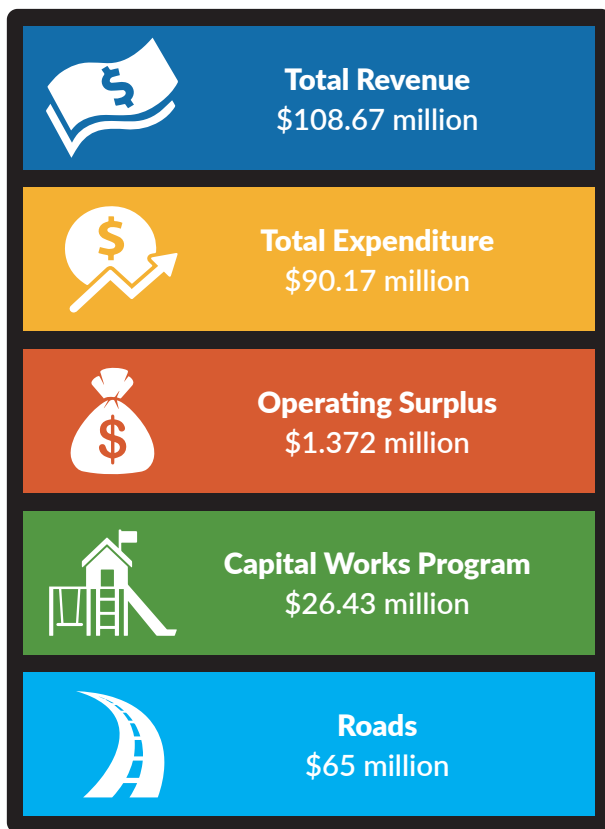 $
Total Revenue
$108.67 million
$
Total Expenditure
$90.17 million
$
Operating Surplus
$1.372 million
Capital Works Program
$26.43 million
Roads
$65 million